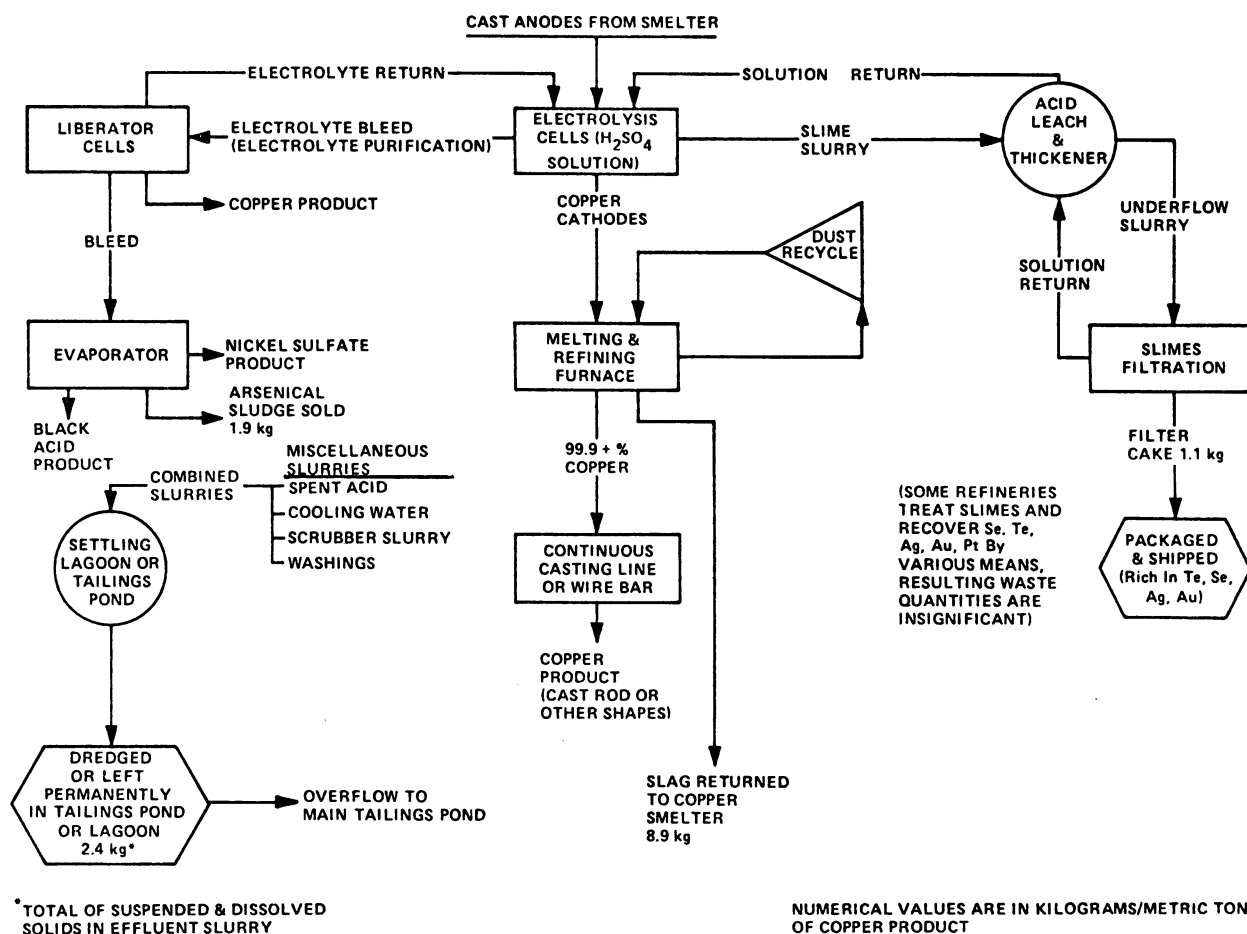 CAST ANODES FROM SMELTER
ELECTROLYTE RETURN
SOLUTION RETURN
LIBERATOR
CELLS
ELECTROLYTE BLEED
(ELECTROLYTE PURIFICATION)
ELECTROLYSIS
CELLS (H₂SO₄
SOLUTION)
SLIME
SLURRY
ACID
LEACH
&
THICKENER
COPPER PRODUCT
COPPER
CATHODES
UNDERFLOW
SLURRY
BLEED
DUST
RECYCLE
SOLUTION
RETURN
EVAPORATOR
NICKEL SULFATE
PRODUCT
MELTING &
REFINING
FURNACE
SLIMES
FILTRATION
ARSENICAL
SLUDGE SOLD
1.9 kg
BLACK
ACID
PRODUCT
99.9 + %
COPPER
FILTER
CAKE 1.1 kg
MISCELLANEOUS
SLURRIES
COMBINED
SLURRIES
SPENT ACID
COOLING WATER
SCRUBBER SLURRY
WASHINGS
SETTLING
LAGOON OR
TAILINGS
POND
CONTINUOUS
CASTING LINE
OR WIRE BAR
(SOME REFINERIES
TREAT SLIMES AND
RECOVER Se, Te,
Ag, Au, Pt By
VARIOUS MEANS,
RESULTING WASTE
QUANTITIES ARE
INSIGNIFICANT)
PACKAGED
& SHIPPED
(Rich In Te, Se,
Ag, Au)
COPPER
PRODUCT
(CAST ROD OR
OTHER SHAPES)
DREDGED
OR LEFT
PERMANENTLY
IN TAILINGS POND
OR LAGOON
2.4 kg*
OVERFLOW TO
MAIN TAILINGS POND
SLAG RETURNED
TO COPPER
SMELTER
8.9 kg
*TOTAL OF SUSPENDED & DISSOLVED
SOLIDS IN EFFLUENT SLURRY
NUMERICAL VALUES ARE IN KILOGRAMS/METRIC TON
OF COPPER PRODUCT